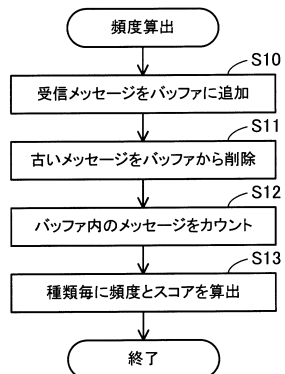 頻度算出
S10
受信メッセージをバッファに追加
S11
古いメッセージをバッファから削除
S12
バッファ内のメッセージをカウント
S13
種類毎に頻度とスコアを算出
終了